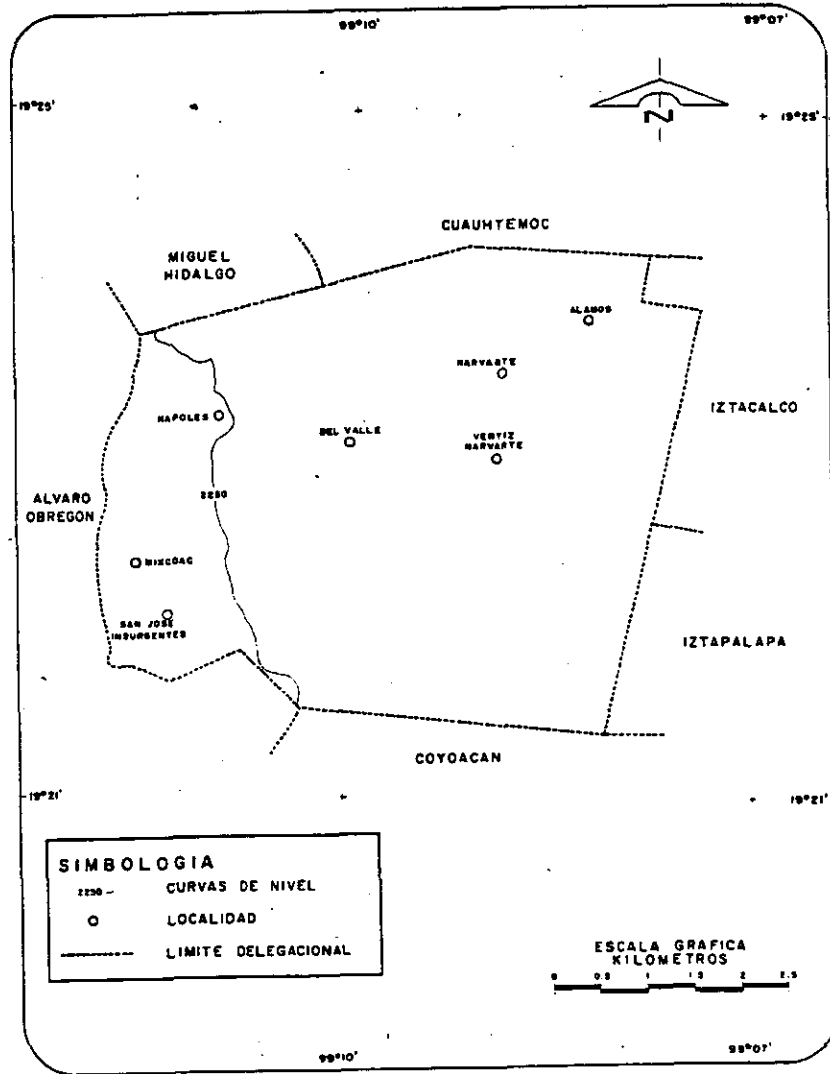 99°10'
99°07'
19°25'
19°25'
N
CUAUHTEMOC
MIGUEL
HIDALGO
ALAMOS
NARVARTE
IZTACALCO
NAPOLES
DEL VALLE
VERTIZ
NARVARTE
2250
ALVARO
OBREGON
MIXCOAC
SAN JOSE
INSURGENTES
IZTAPALAPA
COYOACAN
19°21'
19°21'
SIMBOLOGIA
2250 CURVAS DE NIVEL
LOCALIDAD
LIMITE DELEGACIONAL
ESCALA GRAFICA
KILOMETROS
0 0.5 1 1.5 2 2.5
99°10'
99°07'